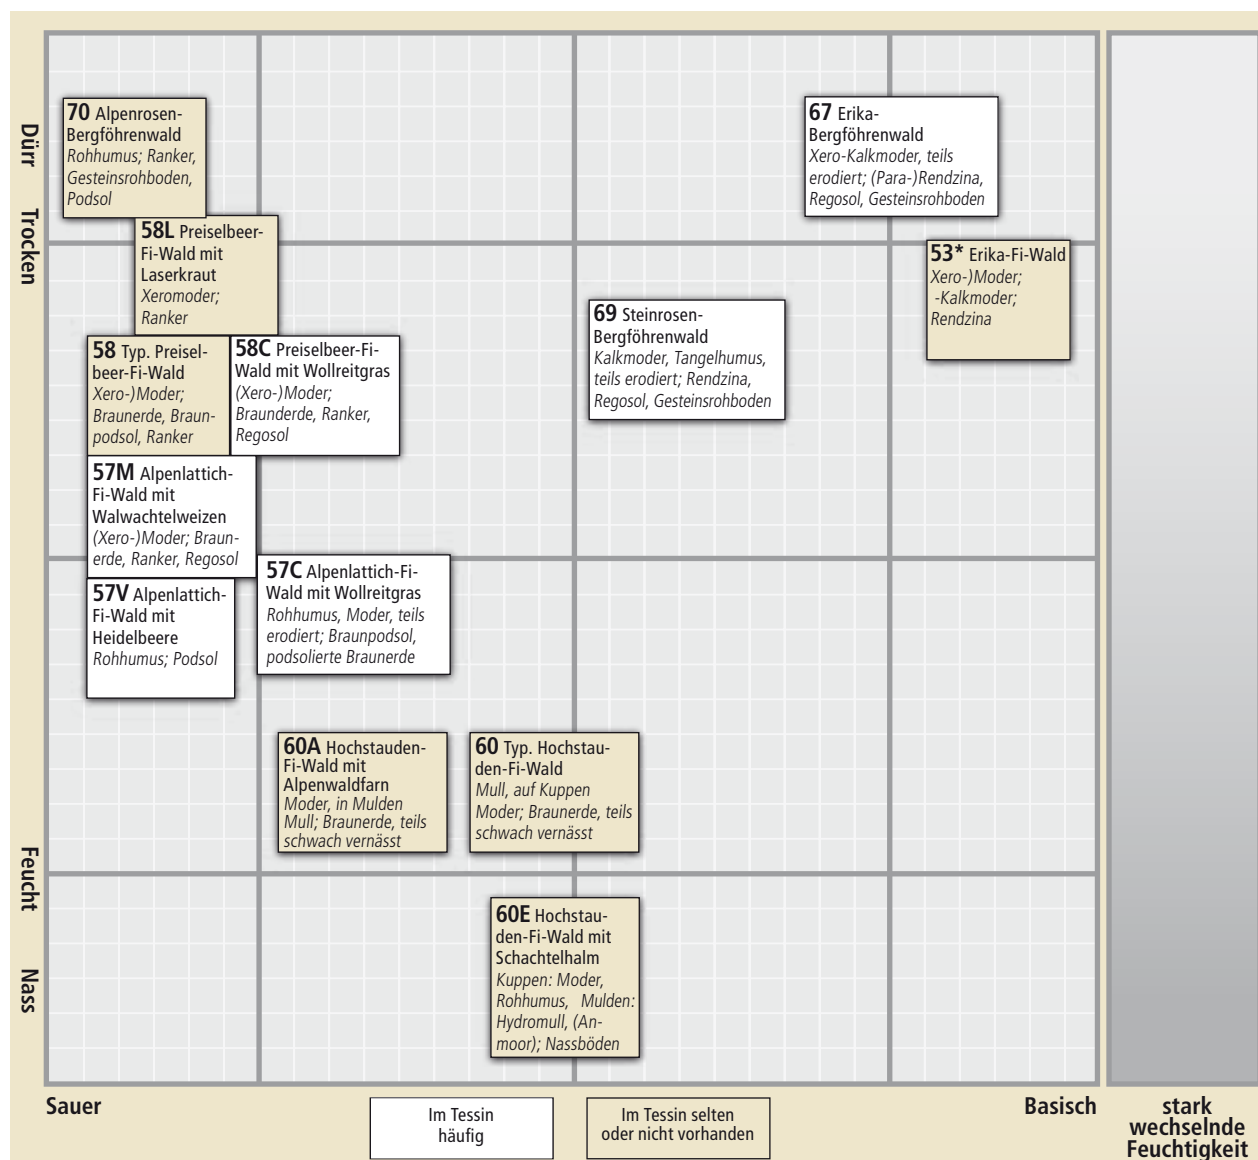 Dürr
Trocken
Feucht
Nass
70 Alpenrosen-
Bergföhrenwald
Rohhumus; Ranker,
Gesteinsrohboden,
Podsol
67 Erika-
Bergföhrenwald
Xero-Kalkmoder, teils
erodiert; (Para-)Rendzina,
Regosol, Gesteinsrohboden
58L Preiselbeer-
Fi-Wald mit
Laserkraut
Xeromoder;
Ranker
53* Erika-Fi-Wald
Xero-)Moder;
-Kalkmoder;
Rendzina
69 Steinrosen-
Bergföhrenwald
Kalkmoder, Tangelhumus,
teils erodiert; Rendzina,
Regosol, Gesteinsrohboden
58 Typ. Preisel-
beer-Fi-Wald
Xero-)Moder;
Braunerde, Braun-
podsol, Ranker
58C Preiselbeer-Fi-
Wald mit Wollreitgras
(Xero-)Moder;
Braunderde, Ranker,
Regosol
57M Alpenlattich-
Fi-Wald mit
Walwachtelweizen
(Xero-)Moder; Braun-
erde, Ranker, Regosol
57V Alpenlattich-
Fi-Wald mit
Heidelbeere
Rohhumus; Podsol
57C Alpenlattich-Fi-
Wald mit Wollreitgras
Rohhumus, Moder, teils
erodiert; Braunpodsol,
podsolierte Braunerde
60A Hochstauden-
Fi-Wald mit
Alpenwaldfarn
Moder, in Mulden
Mull; Braunerde, teils
schwach vernässt
60 Typ. Hochstau-
den-Fi-Wald
Mull, auf Kuppen
Moder; Braunerde, teils
schwach vernässt
60E Hochstau-
den-Fi-Wald mit
Schachtelhalm
Kuppen: Moder,
Rohhumus, Mulden:
Hydromull, (An-
moor); Nassböden
Sauer
Basisch
stark
wechselnde
Feuchtigkeit
Im Tessin
häufig
Im Tessin selten
oder nicht vorhanden